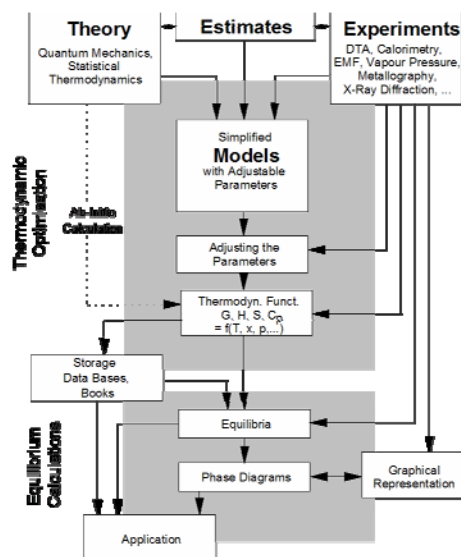 Theory
Quantum Mechanics,
Statistical
Thermodynamics
Estimates
Experiments
DTA, Calorimetry,
EMF, Vapour Pressure,
Metallography,
X-Ray Diffraction, ...
Simplified
Models
with Adjustable
Parameters
Thermodynamic
Optimisation
Ab-initio
Calculation
Adjusting the
Parameters
Thermodyn. Funct.
G, H, S, Cp,
= f(T, x, p,...)
Storage
Data Bases,
Books
Equilibrium
Calculations
Equilibria
Phase Diagrams
Graphical
Representation
Application